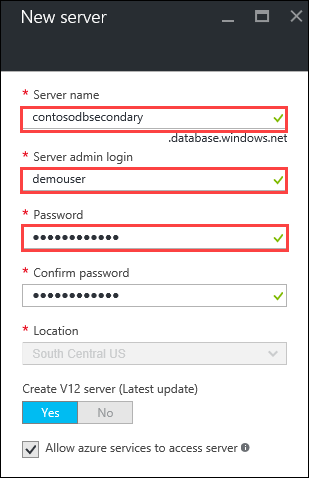 New server
* Server name
contosodbsecondary
.database.windows.net
* Server admin login
demouser
* Password
●●●●●●●●●●●●
* Confirm password
●●●●●●●●●●●●
* Location
South Central US
Create V12 server (Latest update)
Yes No
Allow azure services to access server